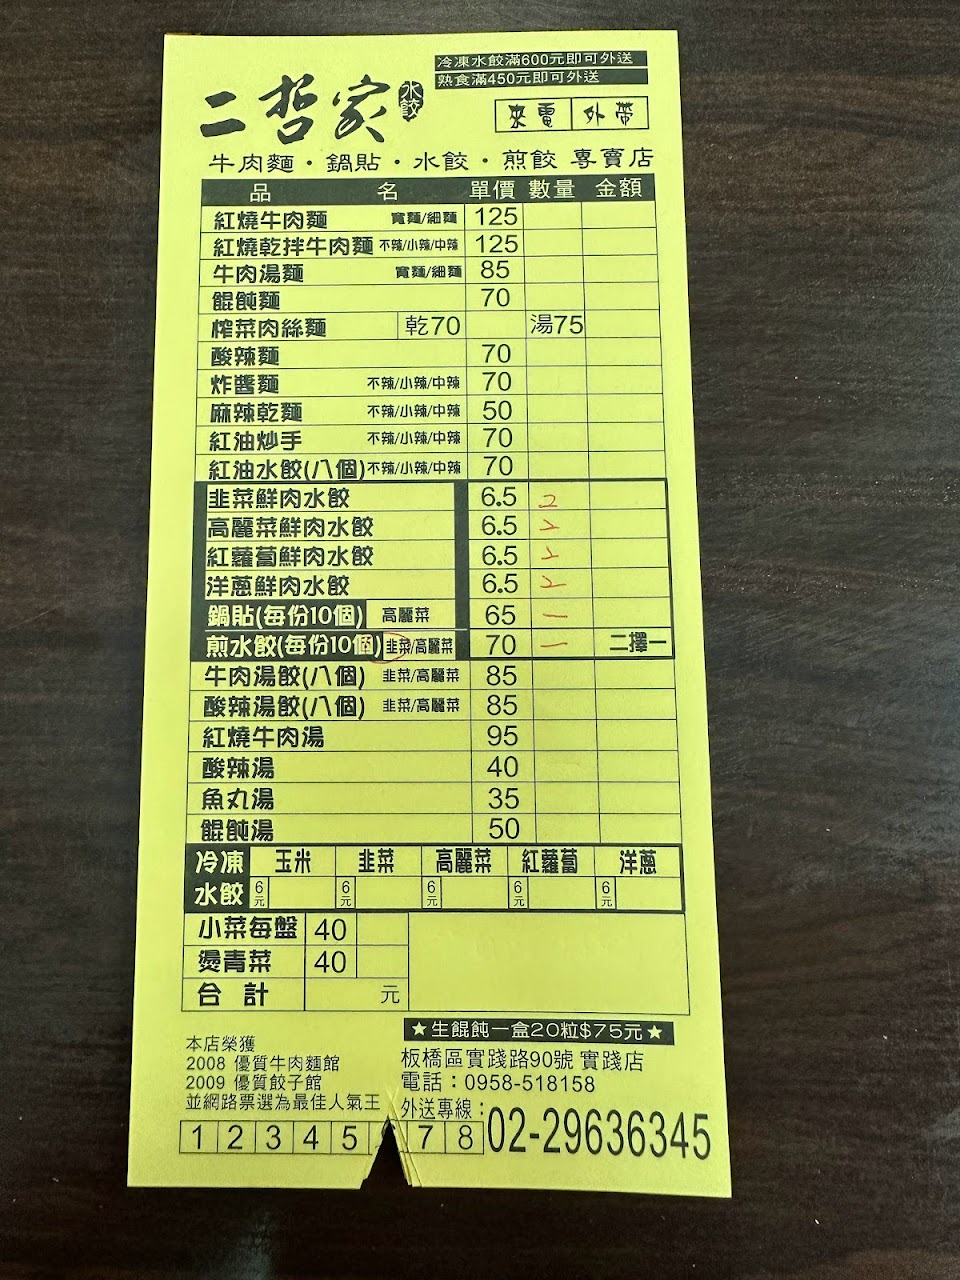 冷凍水餃滿600元即可外送
熟食滿450元即可外送
二哲家 水餃
來電 外帶
牛肉麵・鍋貼・水餃・煎餃 專賣店
品 名 單價 數量 金額
紅燒牛肉麵 寬麵/細麵 125
紅燒乾拌牛肉麵 不辣/小辣/中辣 125
牛肉湯麵 寬麵/細麵 85
餛飩麵 70
榨菜肉絲麵 乾70 湯75
酸辣麵 70
炸醬麵 不辣/小辣/中辣 70
麻辣乾麵 不辣/小辣/中辣 50
紅油炒手 不辣/小辣/中辣 70
紅油水餃(八個) 不辣/小辣/中辣 70
韭菜鮮肉水餃 6.5 2
高麗菜鮮肉水餃 6.5 2
紅蘿蔔鮮肉水餃 6.5 2
洋蔥鮮肉水餃 6.5 2
鍋貼(每份10個) 高麗菜 65 一
煎水餃(每份10個) 韭菜/高麗菜 70 一 二擇一
牛肉湯餃(八個) 韭菜/高麗菜 85
酸辣湯餃(八個) 韭菜/高麗菜 85
紅燒牛肉湯 95
酸辣湯 40
魚丸湯 35
餛飩湯 50
冷凍水餃 玉米 韭菜 高麗菜 紅蘿蔔 洋蔥
6元 6元 6元 6元 6元
小菜每盤 40
燙青菜 40
合 計 元
★生餛飩一盒20粒$75元★
本店榮獲
2008 優質牛肉麵館
2009 優質餃子館
並網路票選為最佳人氣王
板橋區實踐路90號 實踐店
電話：0958-518158
外送專線：02-29636345
1 2 3 4 5 7 8